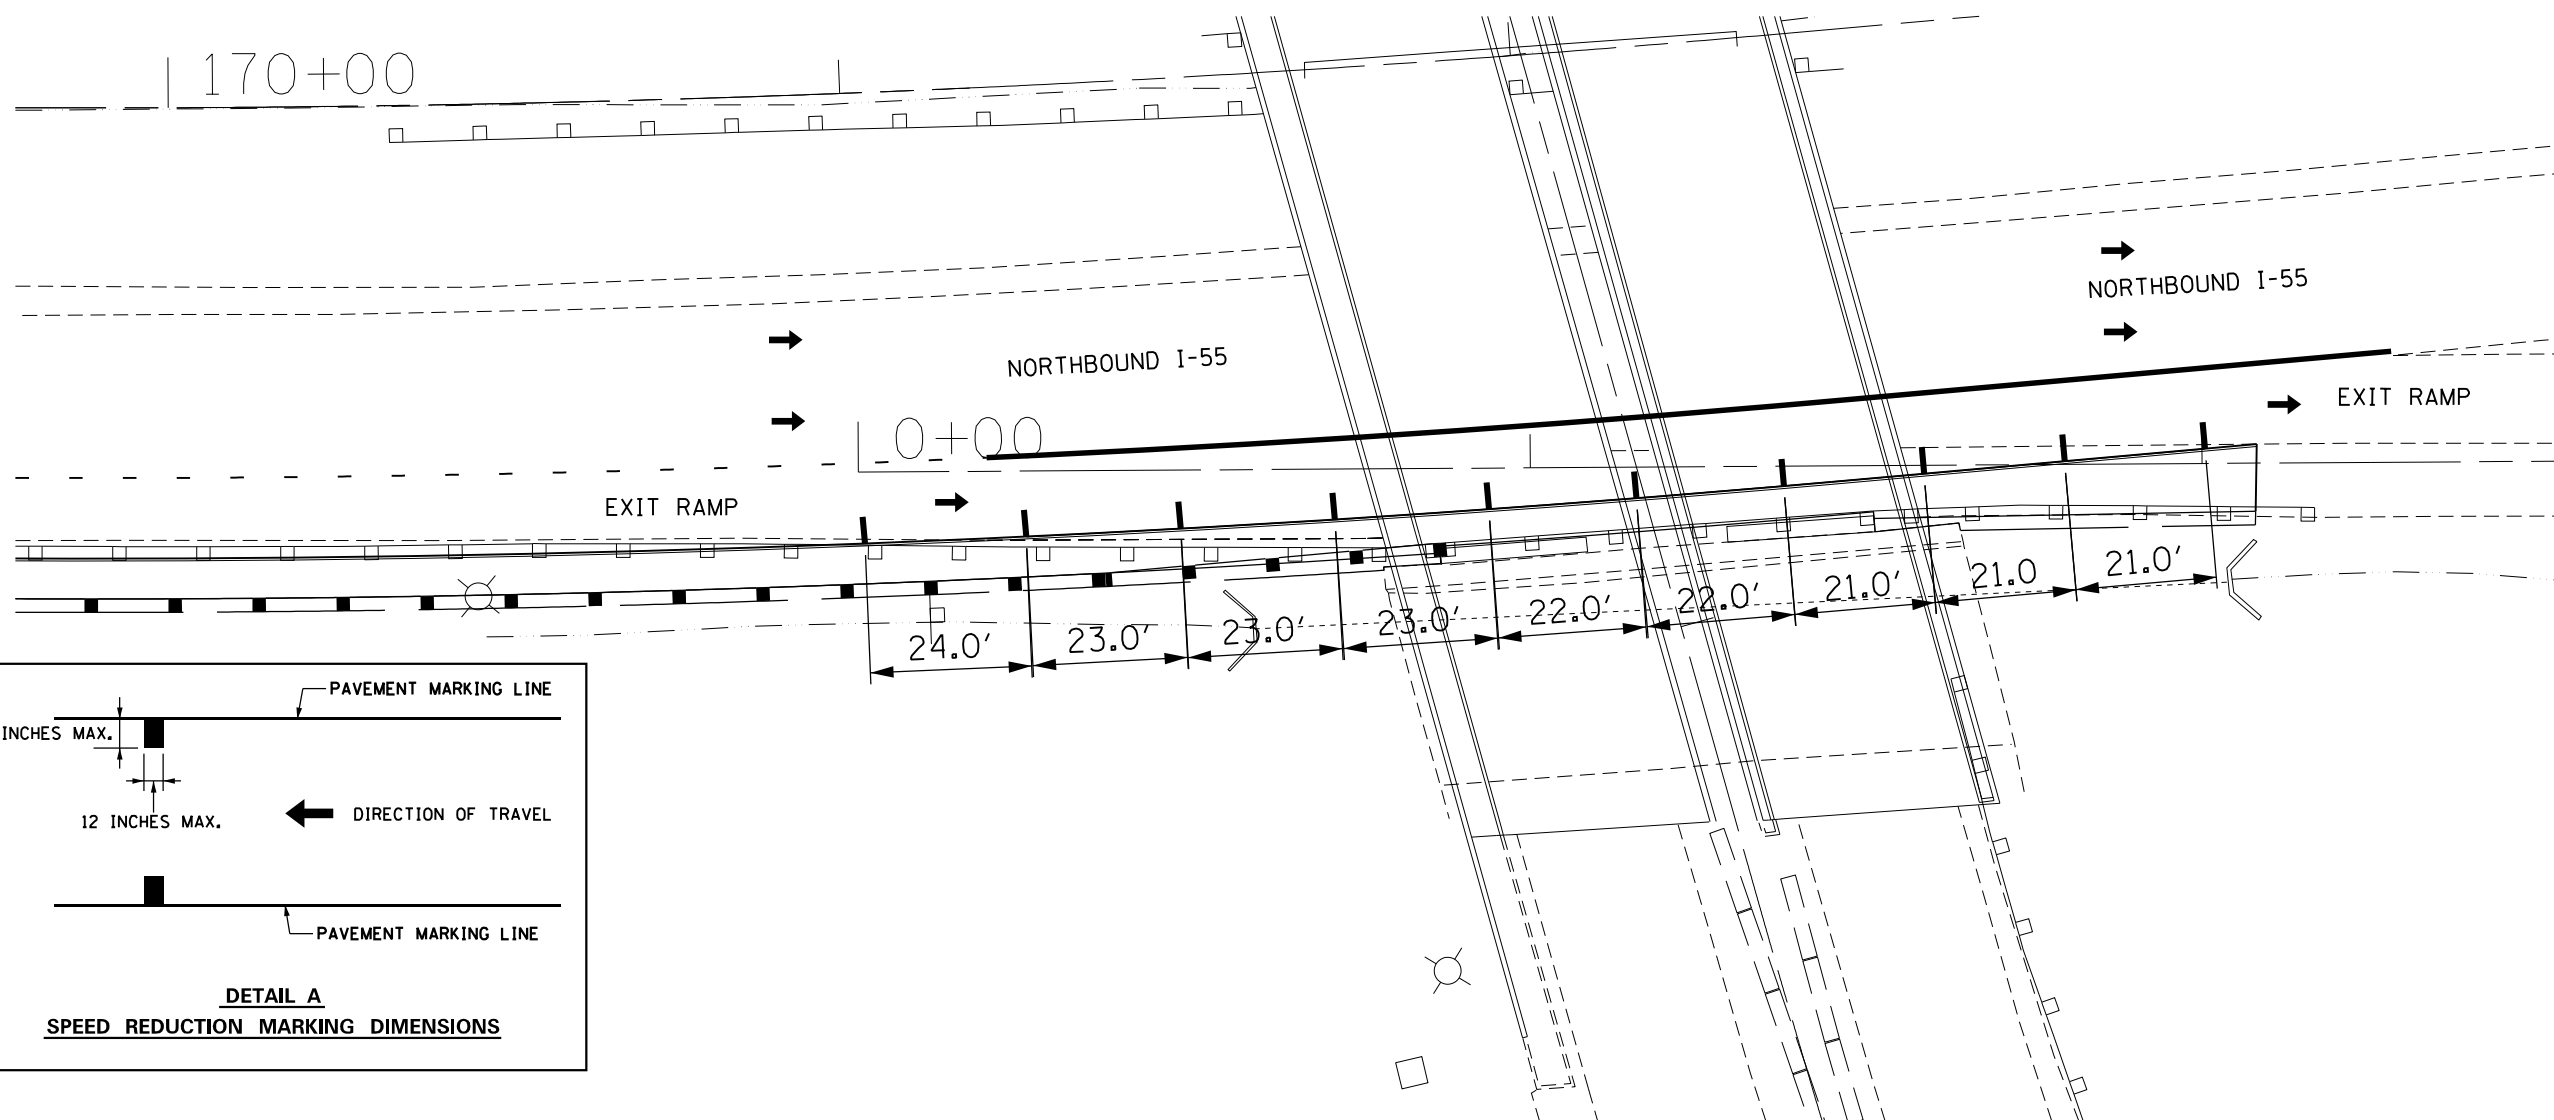 170+00
NORTHBOUND I-55
NORTHBOUND I-55
0+00
EXIT RAMP
EXIT RAMP
24.0'
23.0'
23.0'
23.0'
22.0'
22.0'
21.0'
21.0
21.0'
PAVEMENT MARKING LINE
INCHES MAX.
12 INCHES MAX.
DIRECTION OF TRAVEL
PAVEMENT MARKING LINE
DETAIL A
SPEED REDUCTION MARKING DIMENSIONS